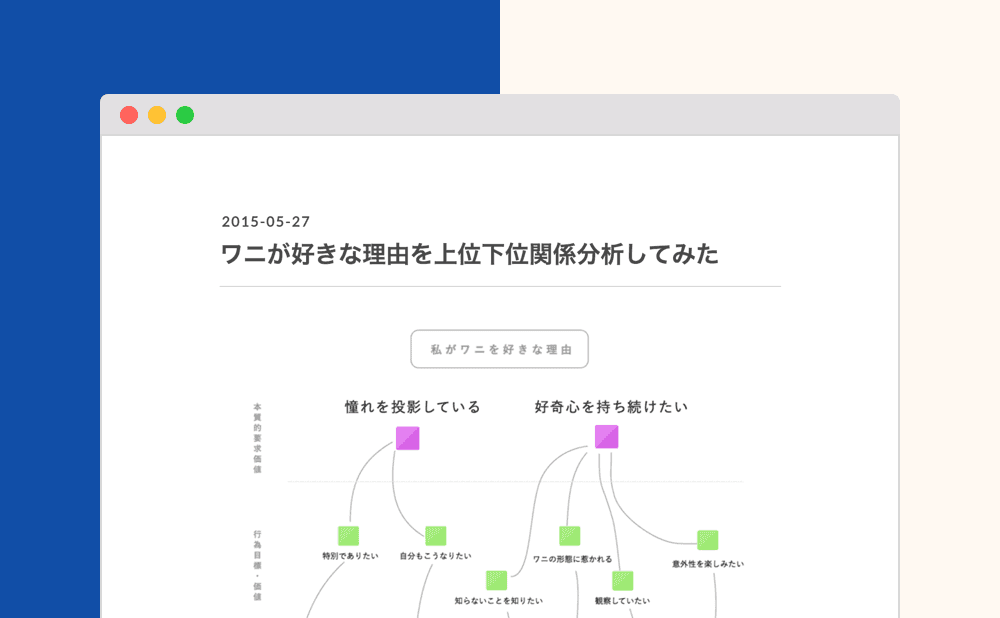 2015-05-27
ワニが好きな理由を上位下位関係分析してみた
私がワニを好きな理由
本質的要求価値
憧れを投影している
好奇心を持ち続けたい
行為目標・価値
特別でありたい
自分もこうなりたい
ワニの形態に惹かれる
意外性を楽しみたい
知らないことを知りたい
観察していたい